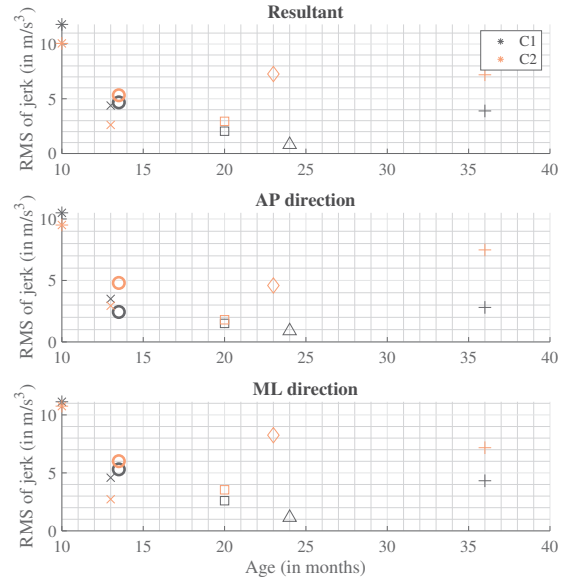 Resultant
RMS of jerk (in m/s³)
10
5
0
10 15 20 25 30 35 40
C1
C2
AP direction
RMS of jerk (in m/s³)
10
5
0
10 15 20 25 30 35 40
ML direction
RMS of jerk (in m/s³)
10
5
0
10 15 20 25 30 35 40
Age (in months)